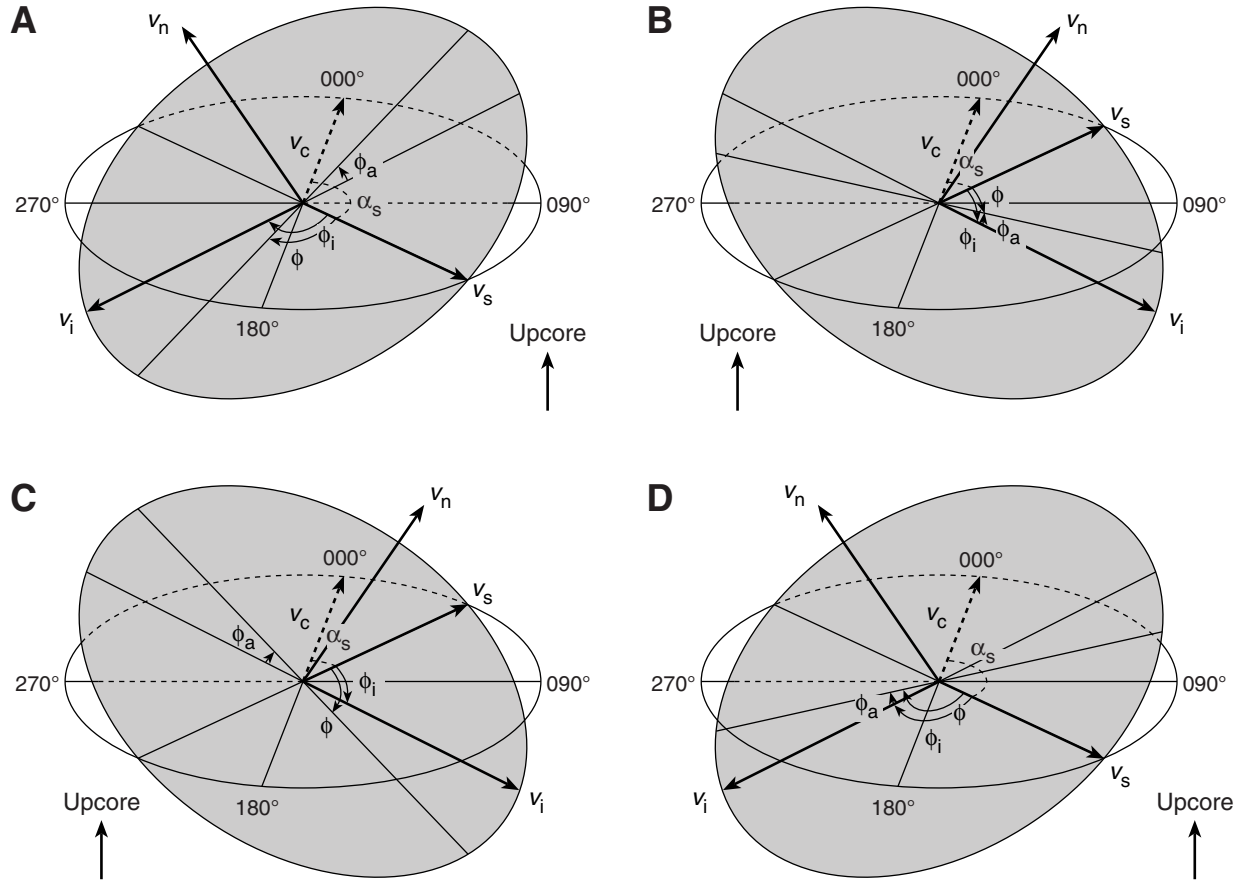 A
vn
000°
vc
ϕa
270°
αs
090°
ϕi
ϕ
vs
vi
180°
Upcore
B
vn
000°
vs
vc
αs
ϕ
270°
090°
ϕi
ϕa
vi
180°
Upcore
C
vn
000°
vs
vc
αs
ϕa
ϕi
270°
090°
ϕ
vi
180°
Upcore
D
vn
000°
vc
αs
270°
090°
ϕa
ϕ
ϕi
vs
vi
180°
Upcore